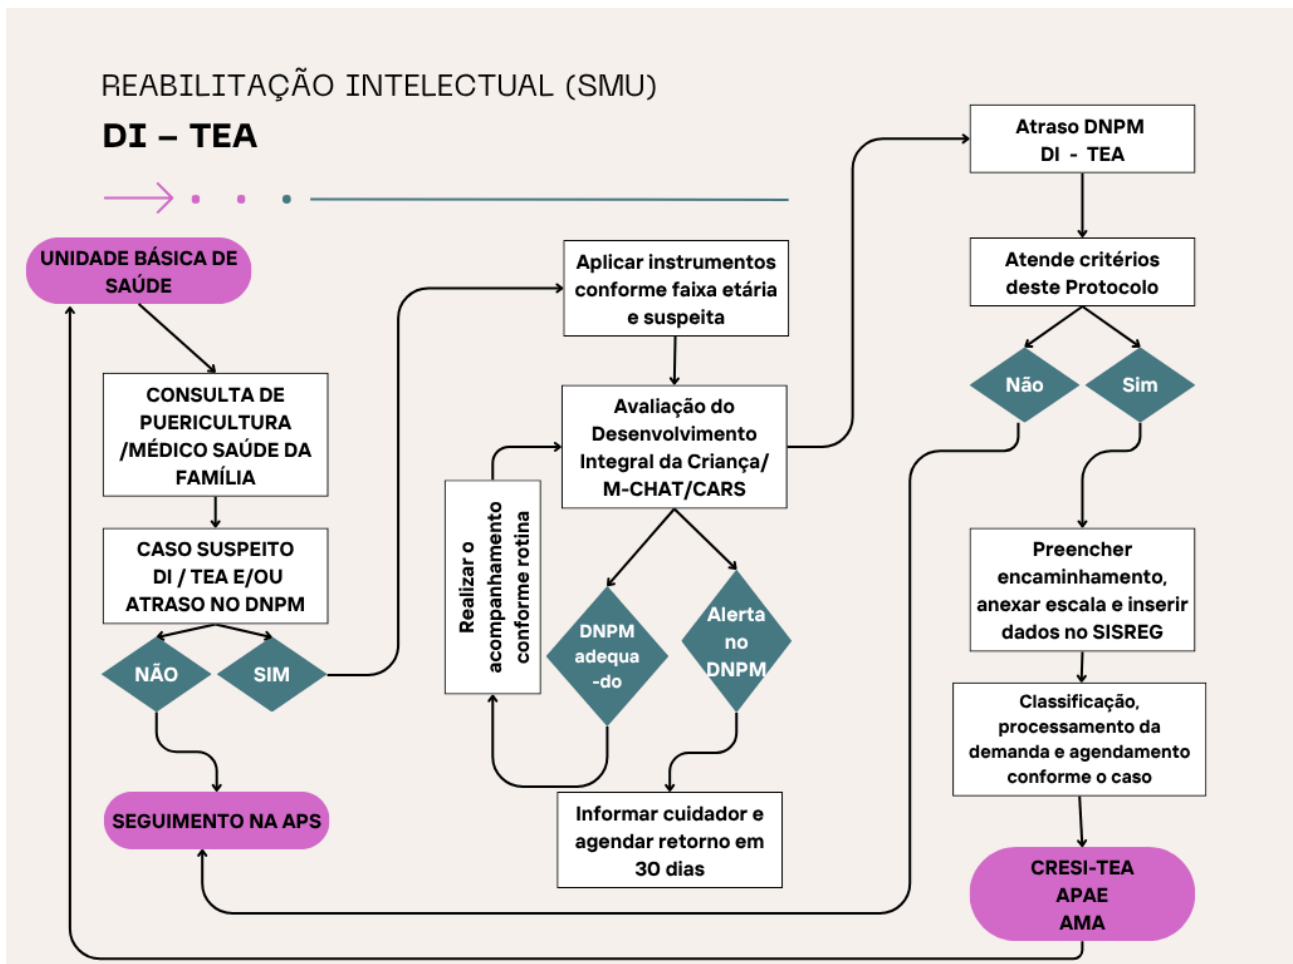 REABILITAÇÃO INTELECTUAL (SMU)
DI – TEA
UNIDADE BÁSICA DE
SAÚDE
CONSULTA DE
PUERICULTURA
/MÉDICO SAÚDE DA
FAMÍLIA
CASO SUSPEITO
DI / TEA E/OU
ATRASO NO DNPM
NÃO
SIM
SEGUIMENTO NA APS
Aplicar instrumentos
conforme faixa etária
e suspeita
Avaliação do
Desenvolvimento
Integral da Criança/
M-CHAT/CARS
Realizar o
acompanhamento
conforme rotina
DNPM
adequa
-do
Alerta
no
DNPM
Informar cuidador e
agendar retorno em
30 dias
Atraso DNPM
DI - TEA
Atende critérios
deste Protocolo
Não
Sim
Preencher
encaminhamento,
anexar escala e inserir
dados no SISREG
Classificação,
processamento da
demanda e agendamento
conforme o caso
CRESI-TEA
APAE
AMA